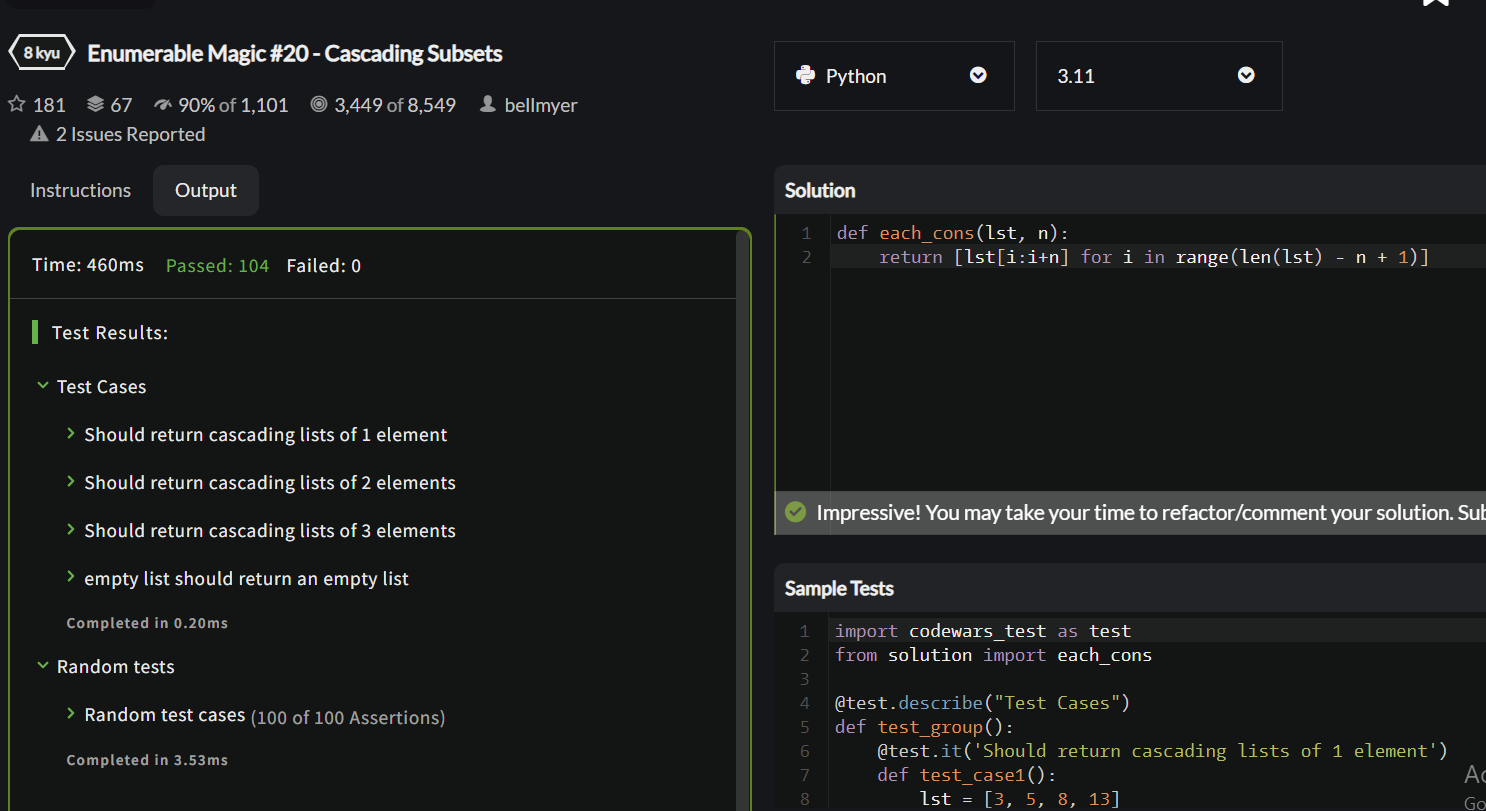 8 kyu Enumerable Magic #20 - Cascading Subsets
181 67 90% of 1,101 3,449 of 8,549 bellmyer
2 Issues Reported
Instructions Output
Time: 460ms Passed: 104 Failed: 0
Test Results:
Test Cases
Should return cascading lists of 1 element
Should return cascading lists of 2 elements
Should return cascading lists of 3 elements
empty list should return an empty list
Completed in 0.20ms
Random tests
Random test cases (100 of 100 Assertions)
Completed in 3.53ms
Python 3.11
Solution
1 def each_cons(lst, n):
2 return [lst[i:i+n] for i in range(len(lst) - n + 1)]
Impressive! You may take your time to refactor/comment your solution. Sub
Sample Tests
1 import codewars_test as test
2 from solution import each_cons
3
4 @test.describe("Test Cases")
5 def test_group():
6 @test.it('Should return cascading lists of 1 element')
7 def test_case1():
8 lst = [3, 5, 8, 13]